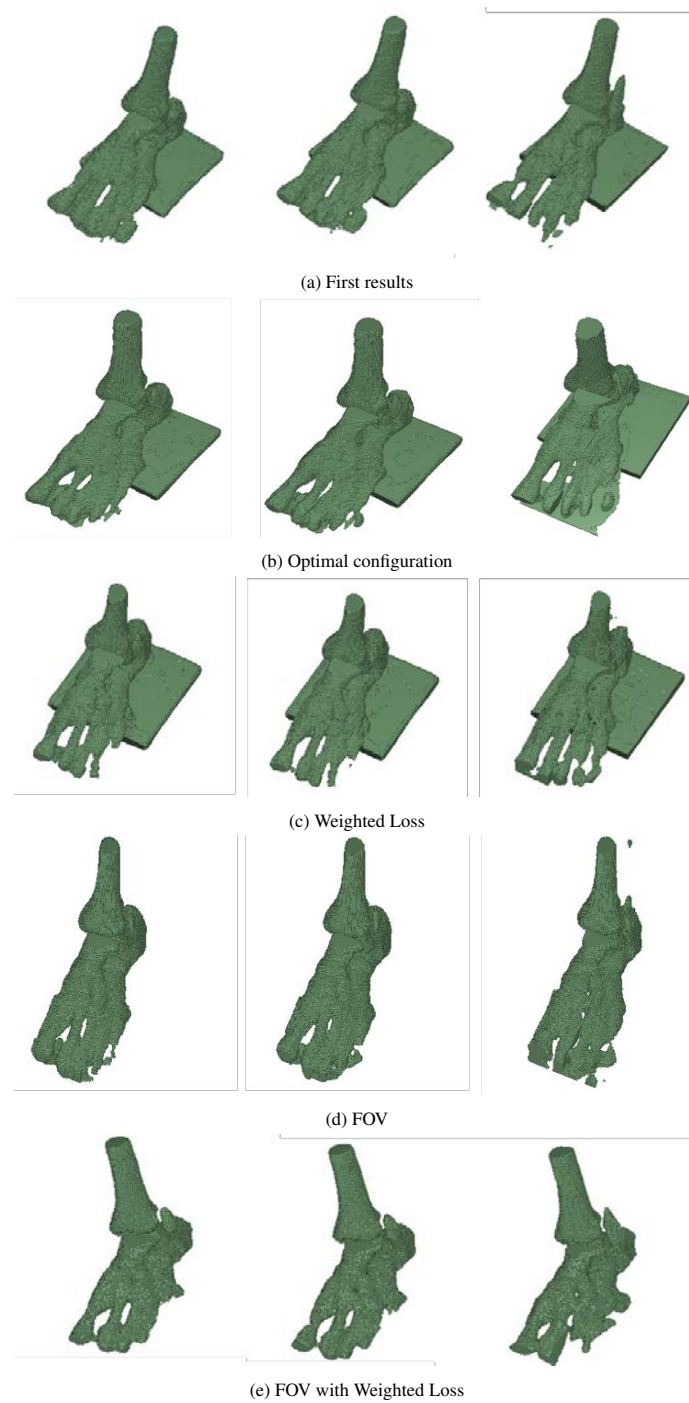 (a) First results
(b) Optimal configuration
(c) Weighted Loss
(d) FOV
(e) FOV with Weighted Loss